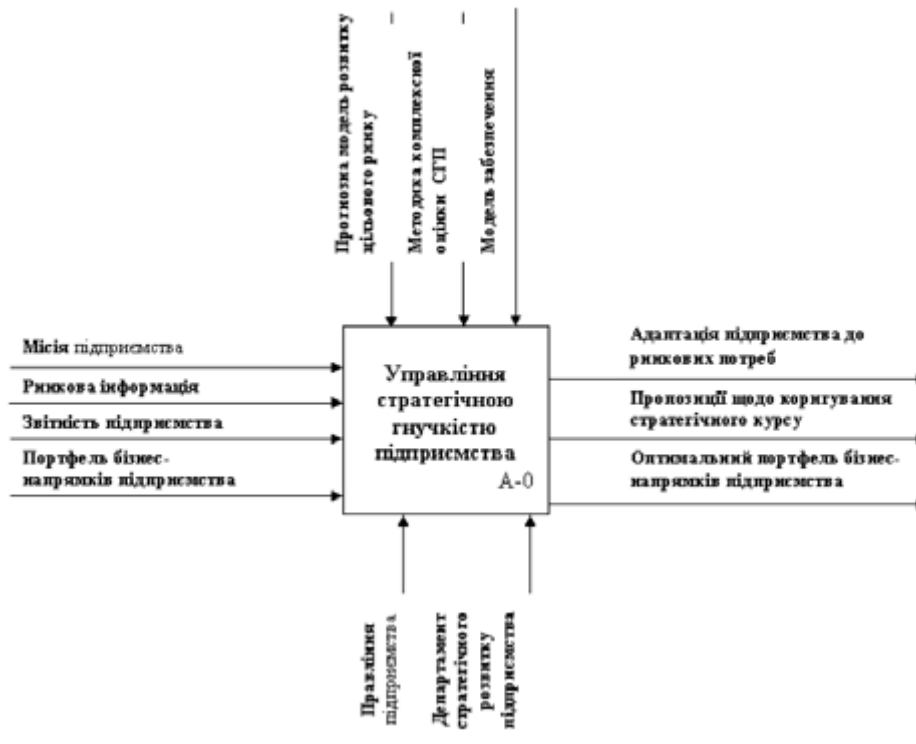 Прогнозна модель розвитку
цільового ринку
Методика комплексної
оцінки СГП
Модель забезпечення
Місія підприємства
Ринкова інформація
Звітність підприємства
Портфель бізнес-
напрямків підприємства
Управління
стратегічною
гнучкістю
підприємства
А-0
Адаптація підприємства до
ринкових потреб
Пропозиції щодо коригування
стратегічного курсу
Оптимальний портфель бізнес-
напрямків підприємства
Правління
підприємства
Департамент
стратегічного
розвитку
підприємства